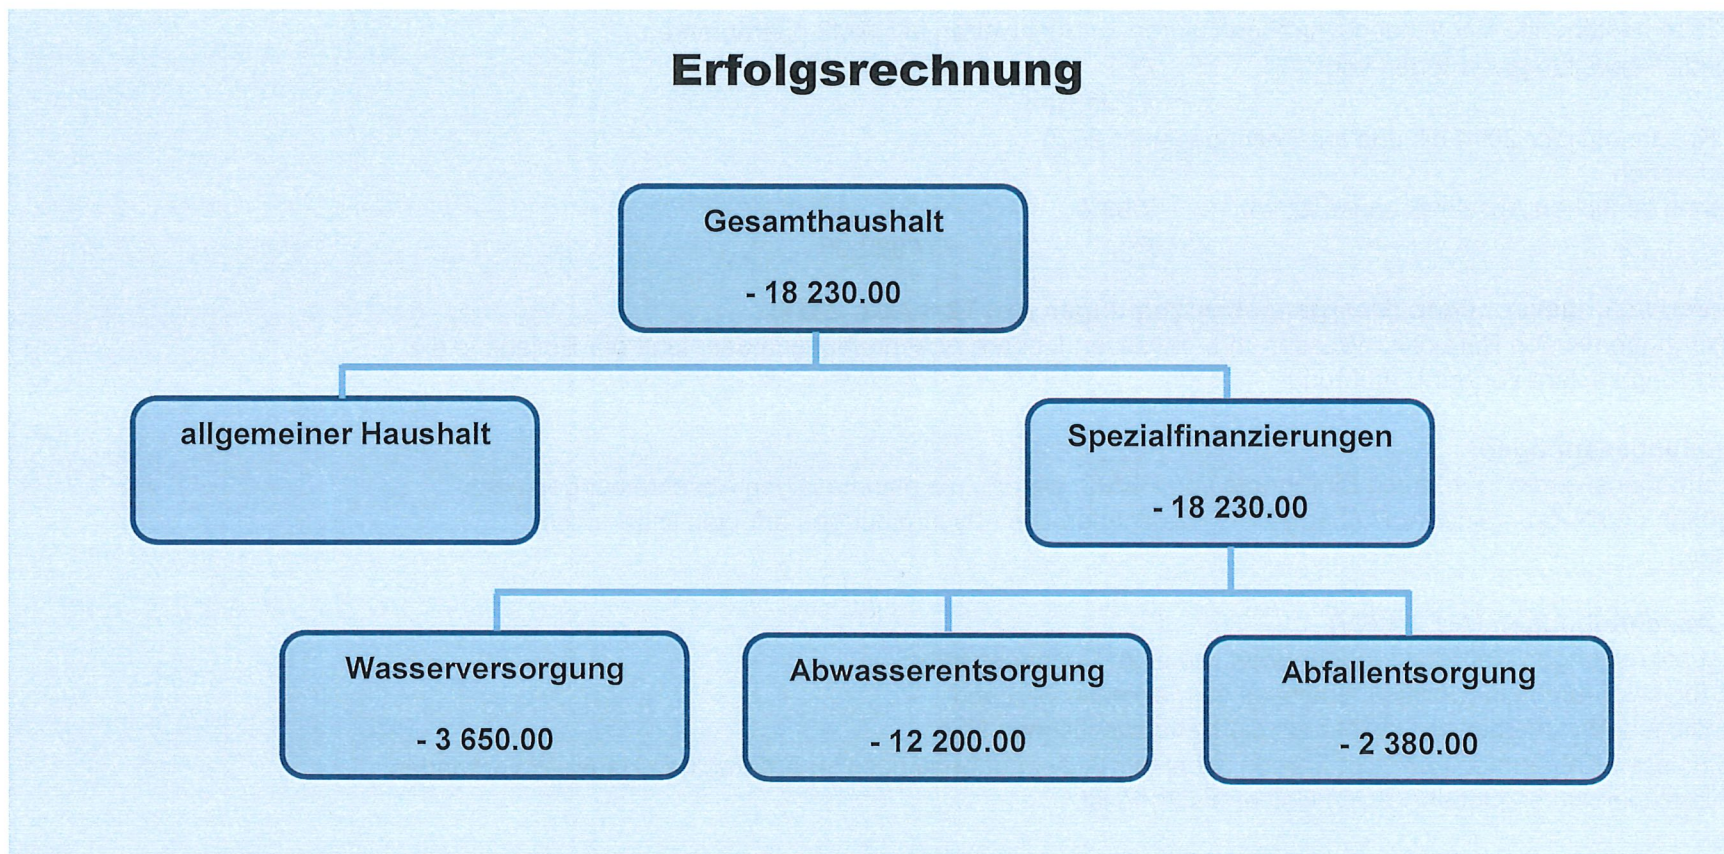 Erfolgsrechnung
Gesamthaushalt
- 18 230.00
allgemeiner Haushalt
Spezialfinanzierungen
- 18 230.00
Wasserversorgung
- 3 650.00
Abwasserentsorgung
- 12 200.00
Abfallentsorgung
- 2 380.00